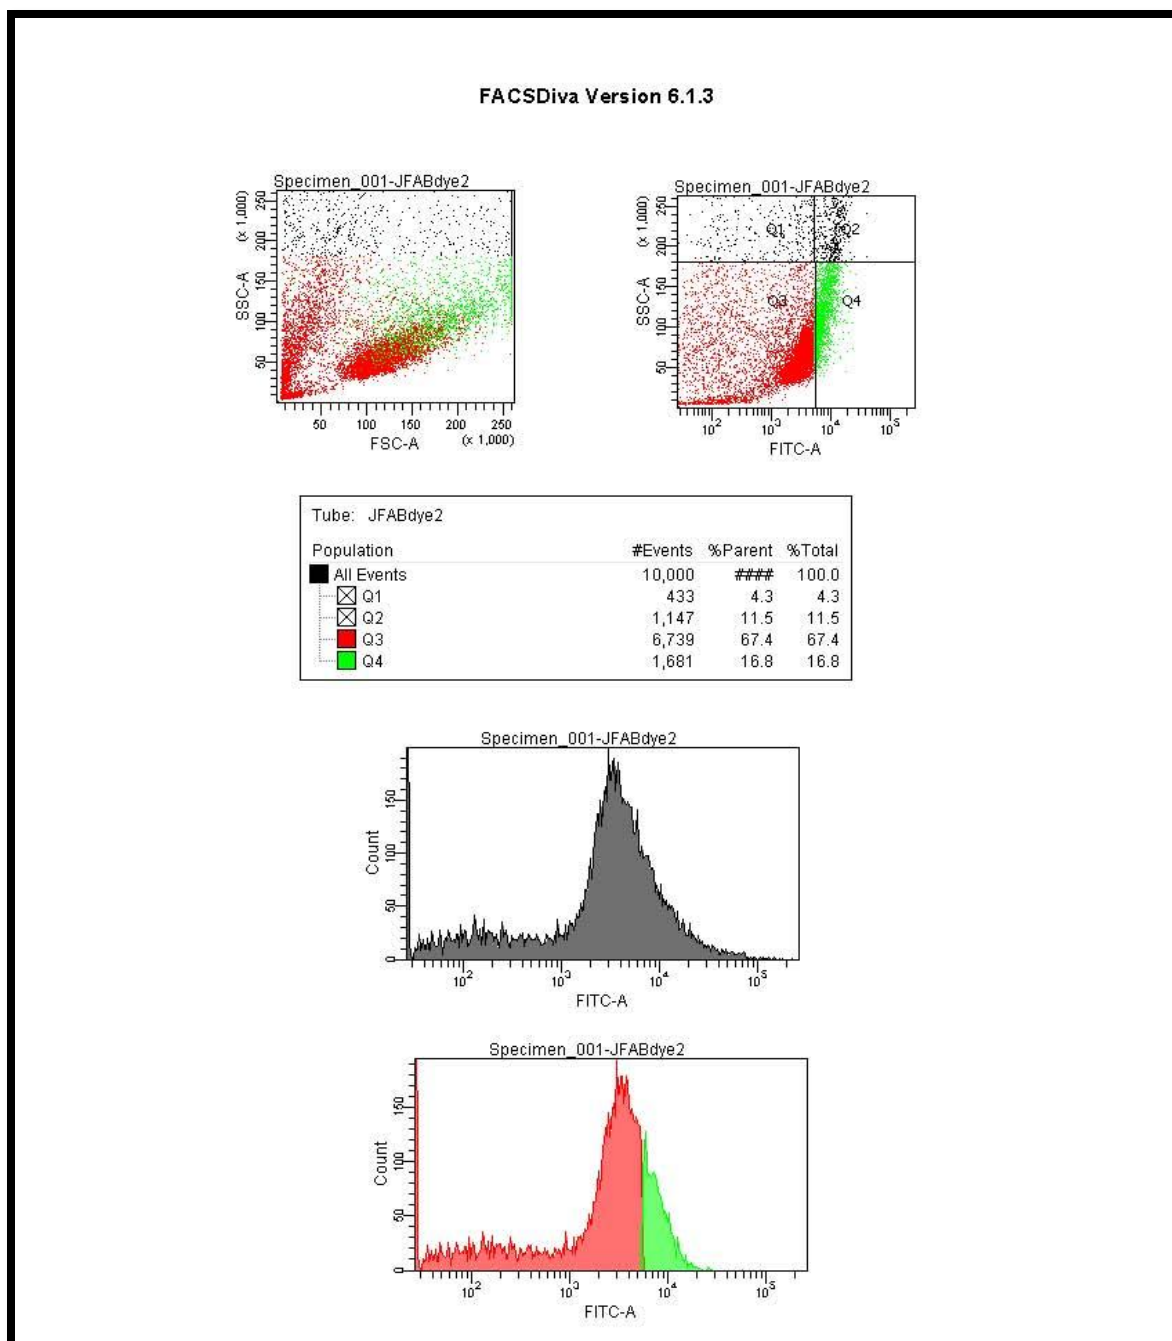 FACSDiva Version 6.1.3
Specimen_001-JFABdye2
(x 1,000)
SSC-A
50 100 150 200 250
50 100 150 200 250
FSC-A
(x 1,000)
Specimen_001-JFABdye2
(x 1,000)
SSC-A
50 100 150 200 250
Q1 Q2
Q3 Q4
10² 10³ 10⁴ 10⁵
FITC-A
Tube: JFABdye2
Population #Events %Parent %Total
All Events 10,000 #### 100.0
Q1 433 4.3 4.3
Q2 1,147 11.5 11.5
Q3 6,739 67.4 67.4
Q4 1,681 16.8 16.8
Specimen_001-JFABdye2
Count
0 50 100 150
10² 10³ 10⁴ 10⁵
FITC-A
Specimen_001-JFABdye2
Count
0 50 100 150
10² 10³ 10⁴ 10⁵
FITC-A